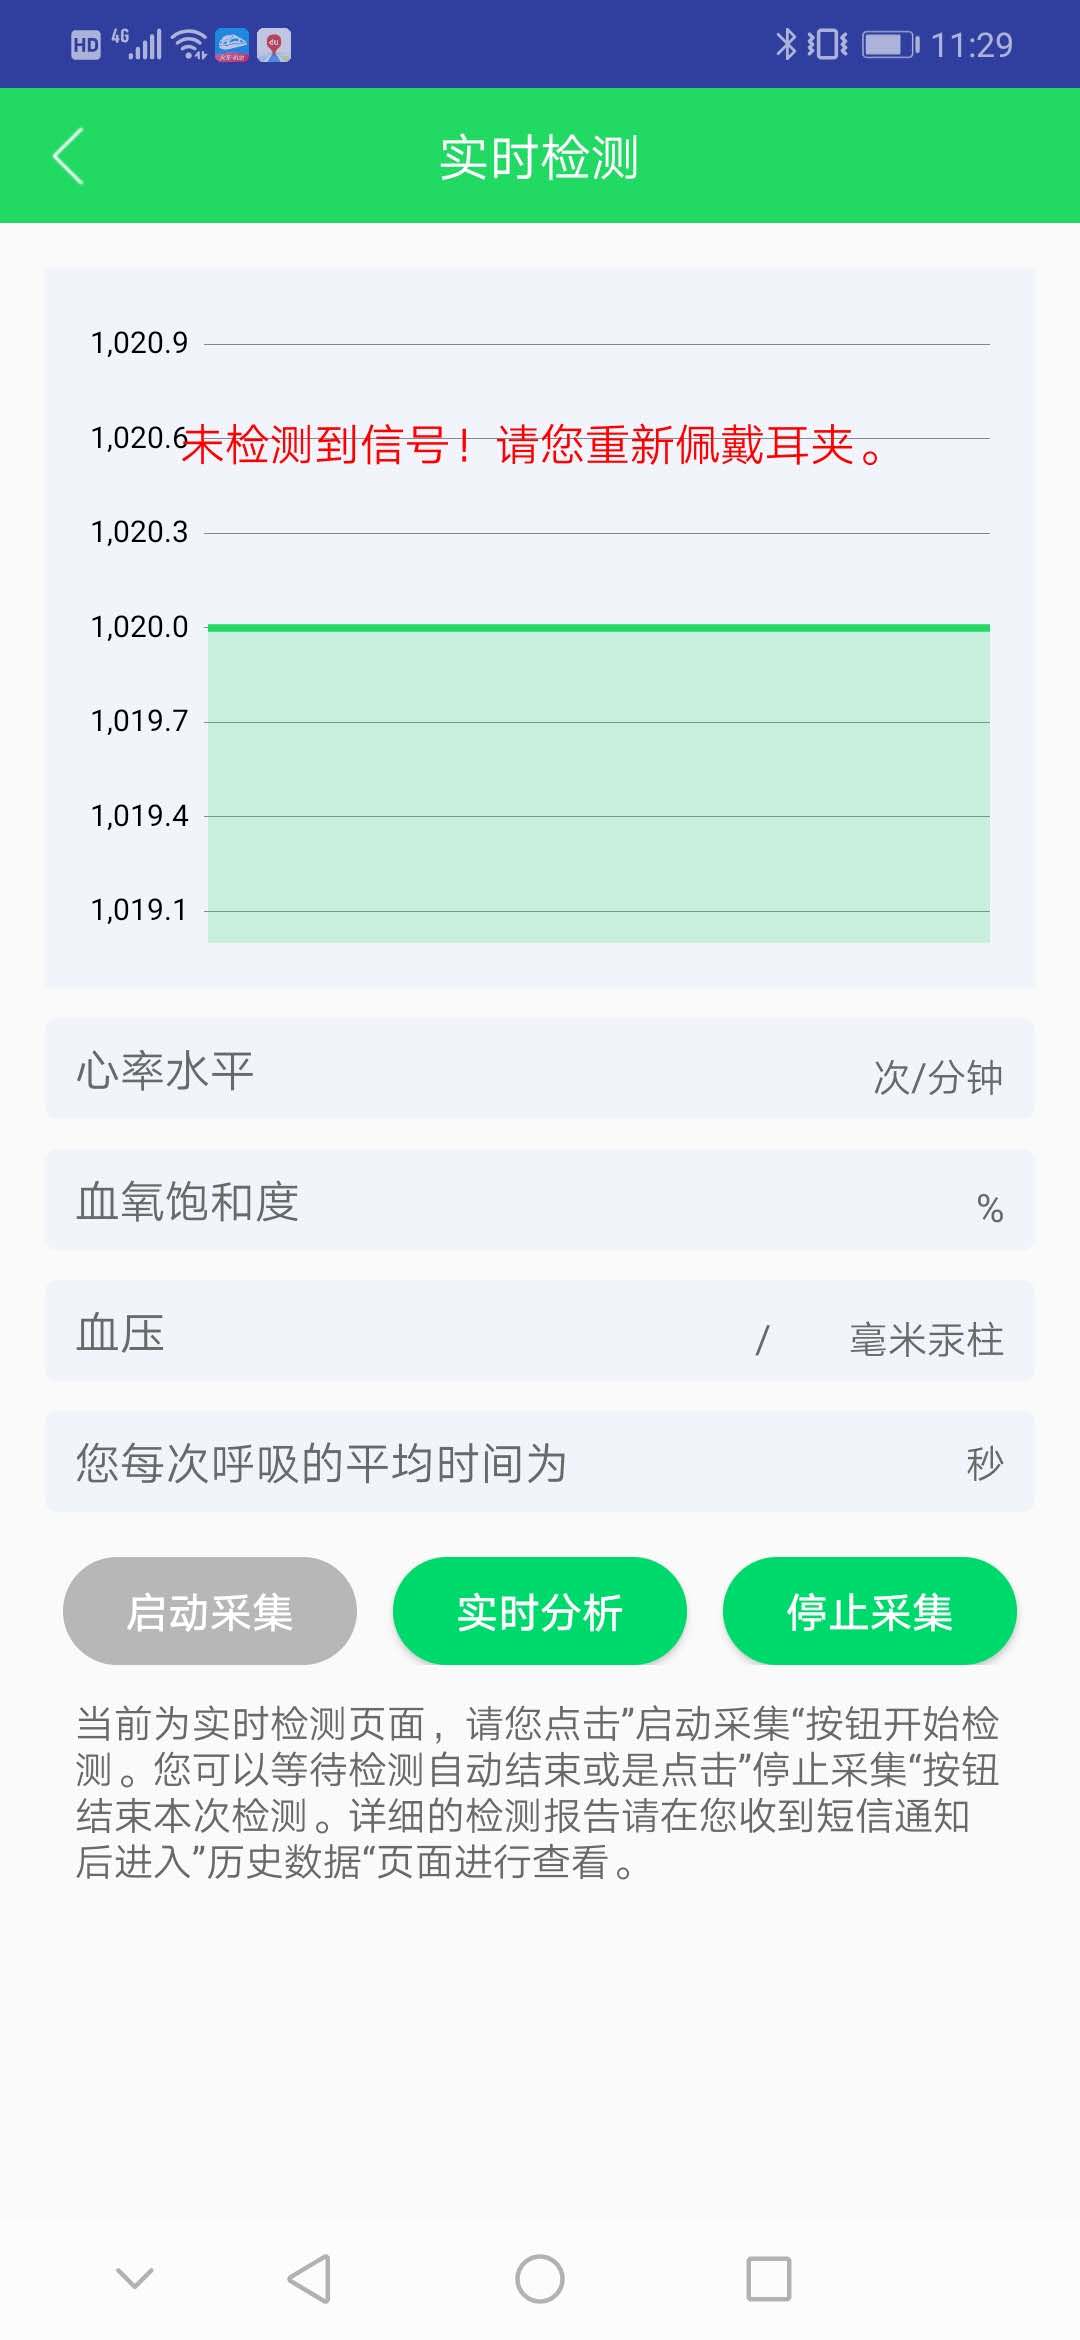 HD 4G 11:29
实时检测
1,020.9
1,020.6
未检测到信号！请您重新佩戴耳夹。
1,020.3
1,020.0
1,019.7
1,019.4
1,019.1
心率水平 次/分钟
血氧饱和度 %
血压 / 毫米汞柱
您每次呼吸的平均时间为 秒
启动采集 实时分析 停止采集
当前为实时检测页面，请您点击”启动采集“按钮开始检
测。您可以等待检测自动结束或是点击”停止采集“按钮
结束本次检测。详细的检测报告请在您收到短信通知
后进入”历史数据“页面进行查看。